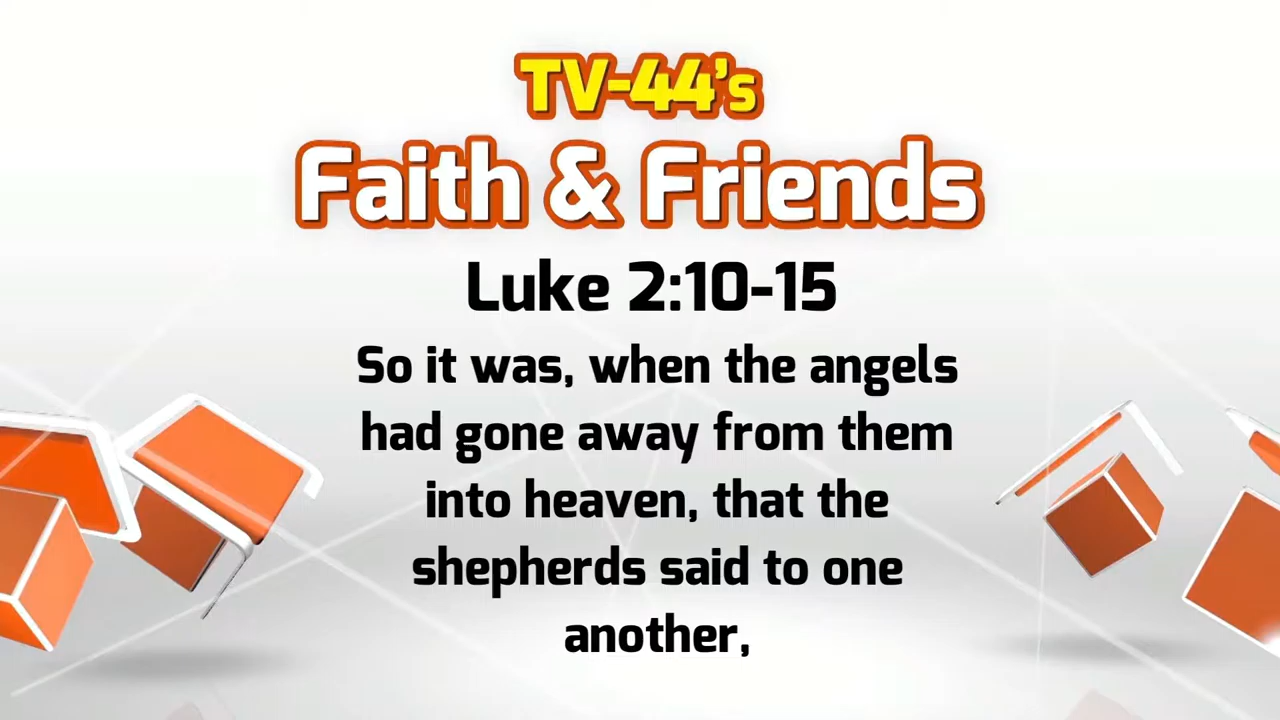 TV-44's
Faith & Friends
Luke 2:10-15
So it was, when the angels
had gone away from them
into heaven, that the
shepherds said to one
another,